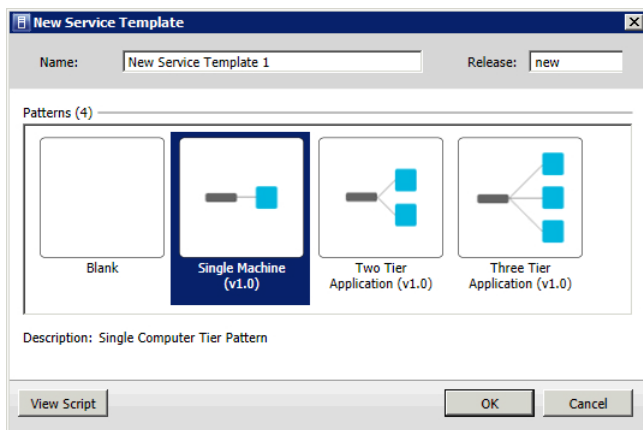 New Service Template
Name: New Service Template 1 Release: new
Patterns (4)
Blank
Single Machine
(v1.0)
Two Tier
Application (v1.0)
Three Tier
Application (v1.0)
Description: Single Computer Tier Pattern
View Script OK Cancel